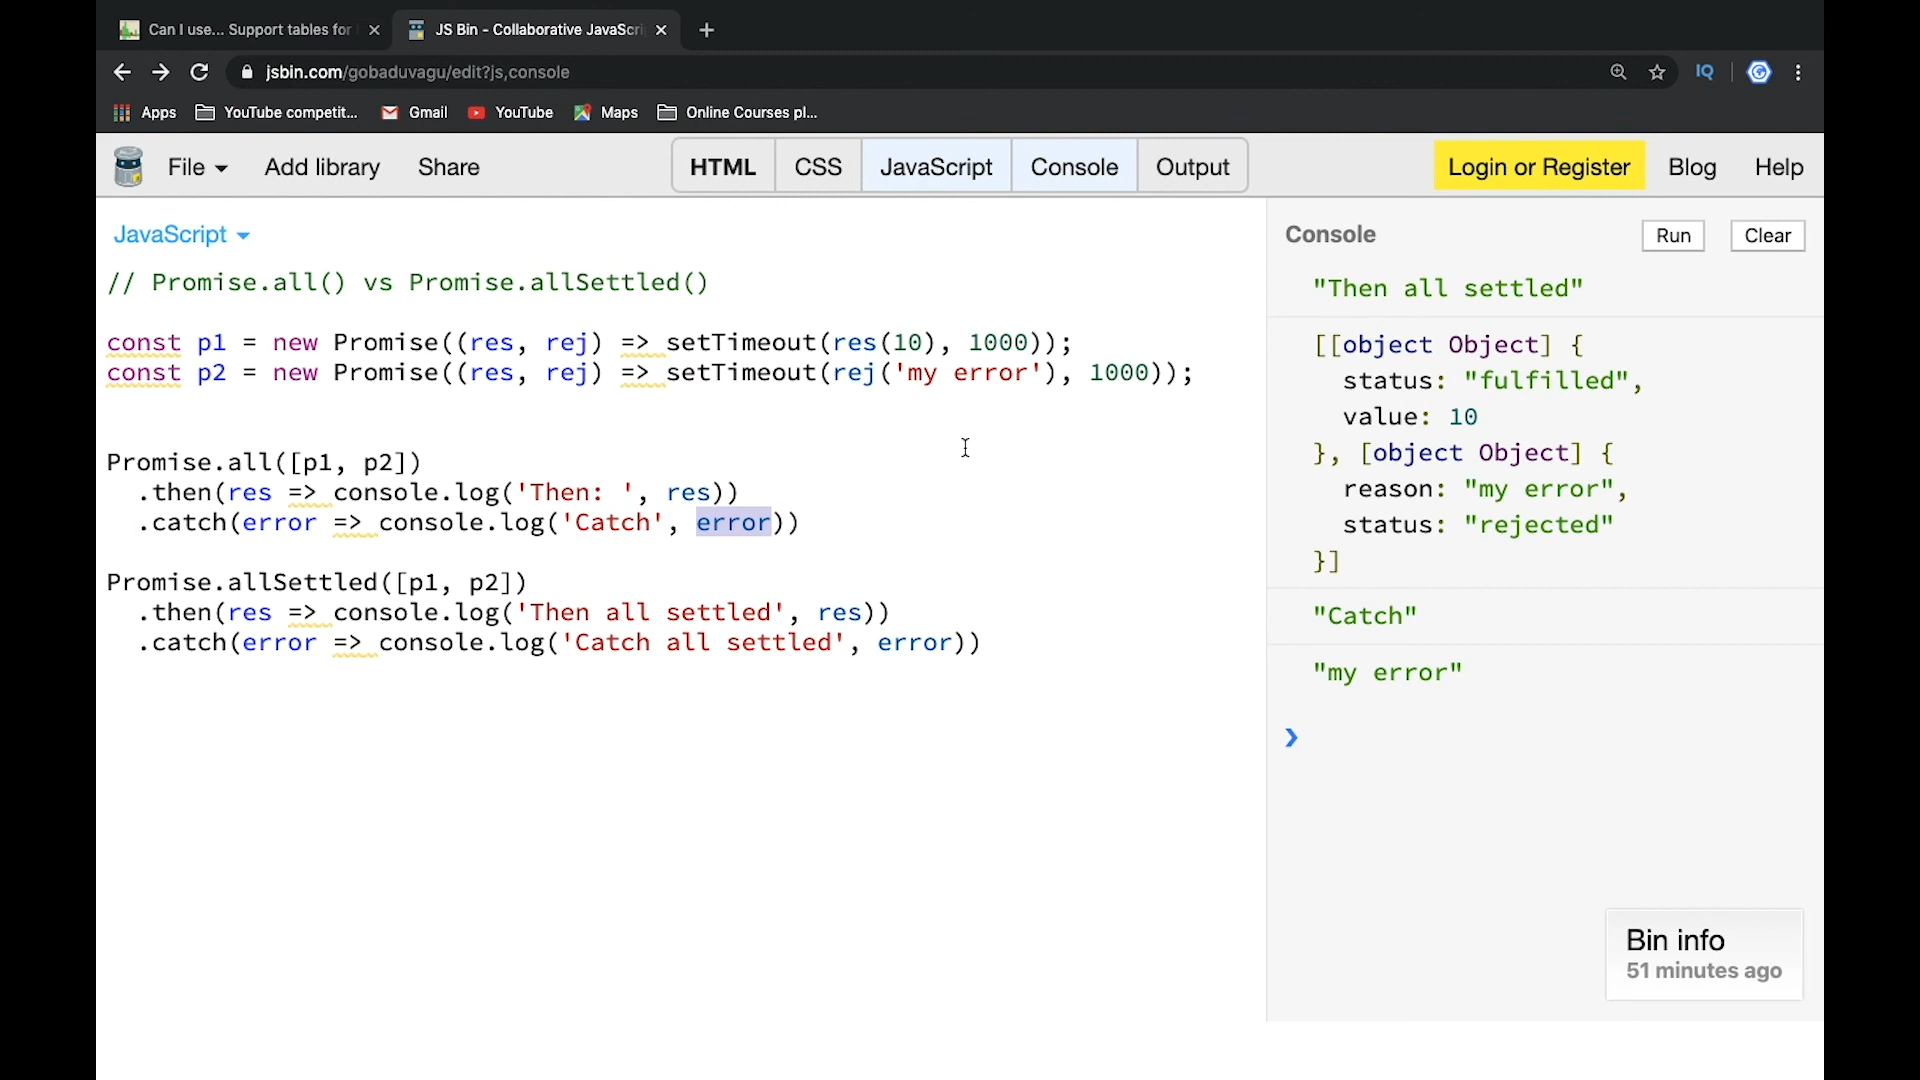 Can I use... Support tables for
JS Bin - Collaborative JavaScri
jsbin.com/gobaduvagu/edit?js,console
IQ
Apps
YouTube competit...
Gmail
YouTube
Maps
Online Courses pl...
File
Add library
Share
HTML
CSS
JavaScript
Console
Output
Login or Register
Blog
Help
JavaScript
// Promise.all() vs Promise.allSettled()
const p1 = new Promise((res, rej) => setTimeout(res(10), 1000));
const p2 = new Promise((res, rej) => setTimeout(rej('my error'), 1000));
Promise.all([p1, p2])
.then(res => console.log('Then: ', res))
.catch(error => console.log('Catch', error))
Promise.allSettled([p1, p2])
.then(res => console.log('Then all settled', res))
.catch(error => console.log('Catch all settled', error))
Console
Run
Clear
"Then all settled"
[[object Object] {
status: "fulfilled",
value: 10
}, [object Object] {
reason: "my error",
status: "rejected"
}]
"Catch"
"my error"
Bin info
51 minutes ago